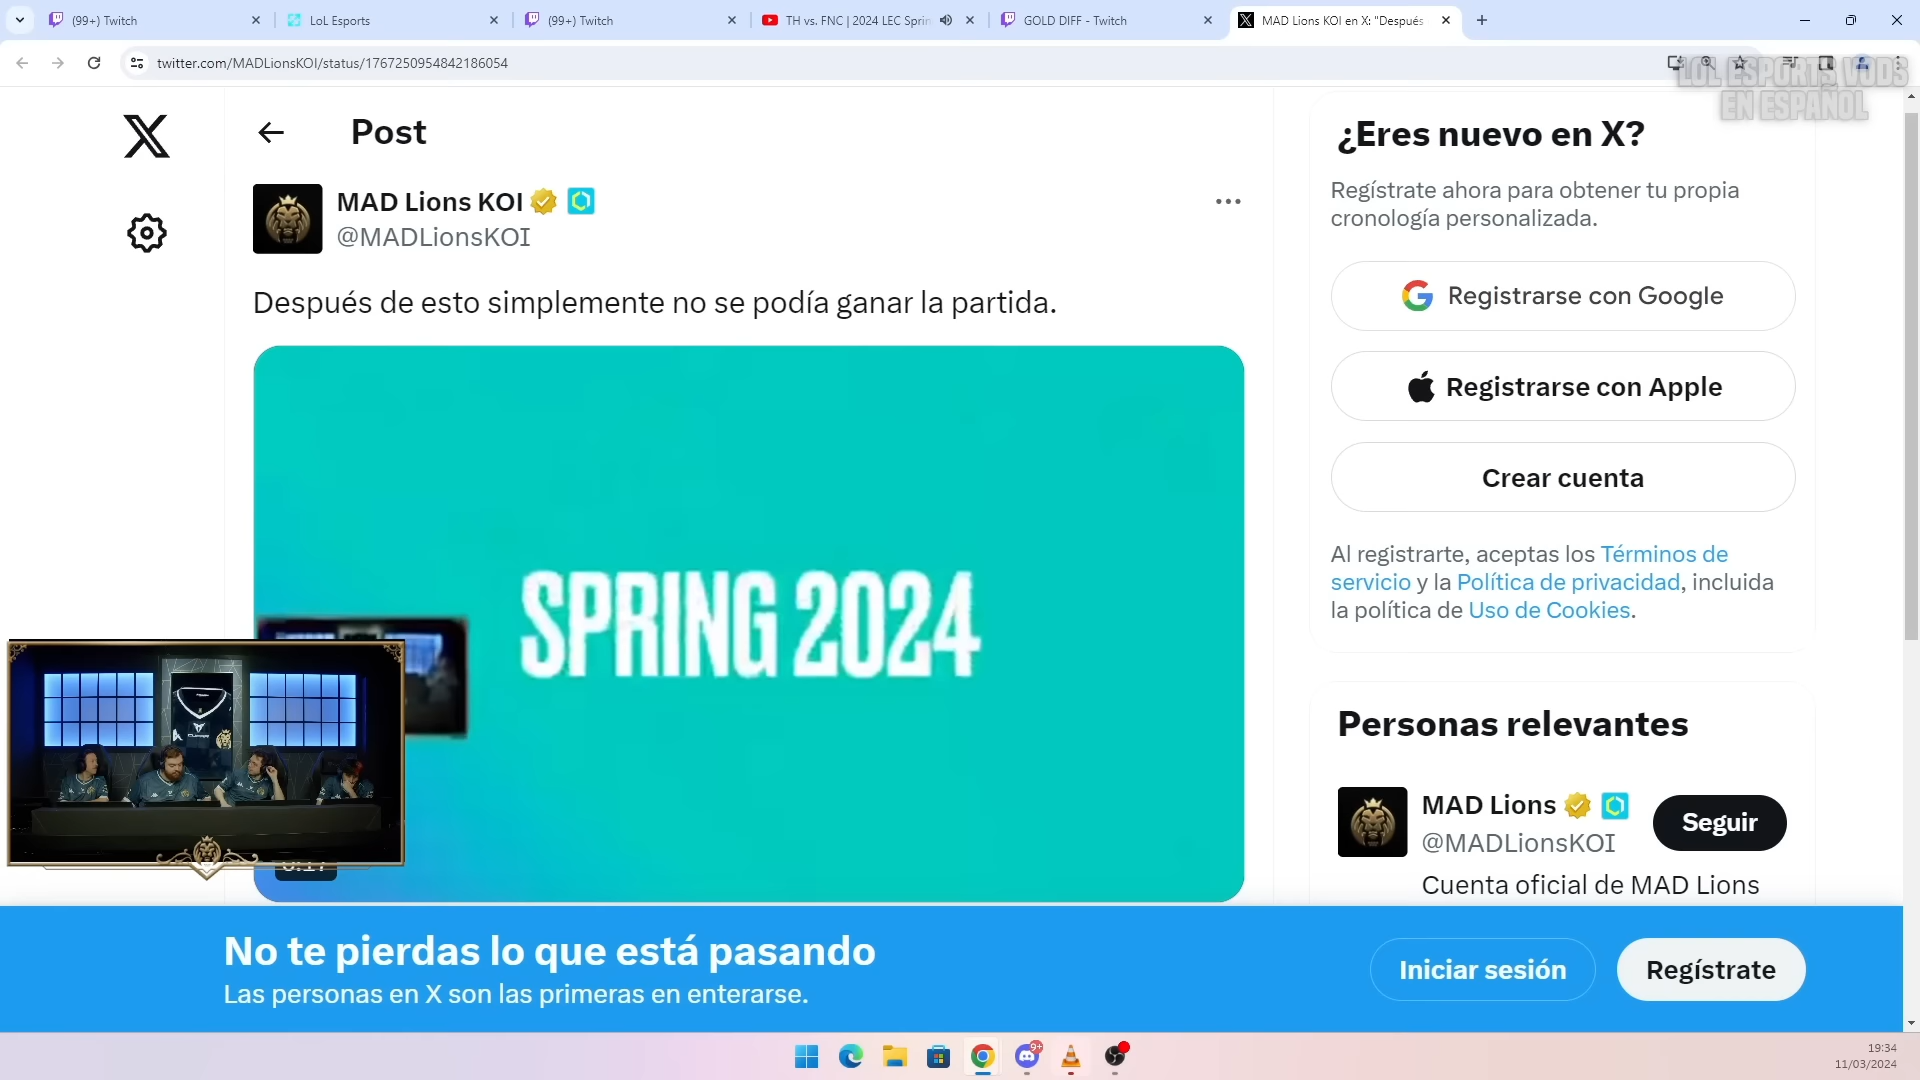 (99+) Twitch
LoL Esports
(99+) Twitch
TH vs. FNC | 2024 LEC Sprin
GOLD DIFF - Twitch
MAD Lions KOI en X: "Después
twitter.com/MADLionsKOI/status/1767250954842186054
LOL ESPORTS VODS
EN ESPAÑOL
Post
MAD Lions KOI
@MADLionsKOI
Después de esto simplemente no se podía ganar la partida.
SPRING 2024
0:17
¿Eres nuevo en X?
Regístrate ahora para obtener tu propia
cronología personalizada.
Registrarse con Google
Registrarse con Apple
Crear cuenta
Al registrarte, aceptas los Términos de
servicio y la Política de privacidad, incluida
la política de Uso de Cookies.
Personas relevantes
MAD Lions
@MADLionsKOI
Seguir
Cuenta oficial de MAD Lions
No te pierdas lo que está pasando
Las personas en X son las primeras en enterarse.
Iniciar sesión
Regístrate
9+
19:34
11/03/2024